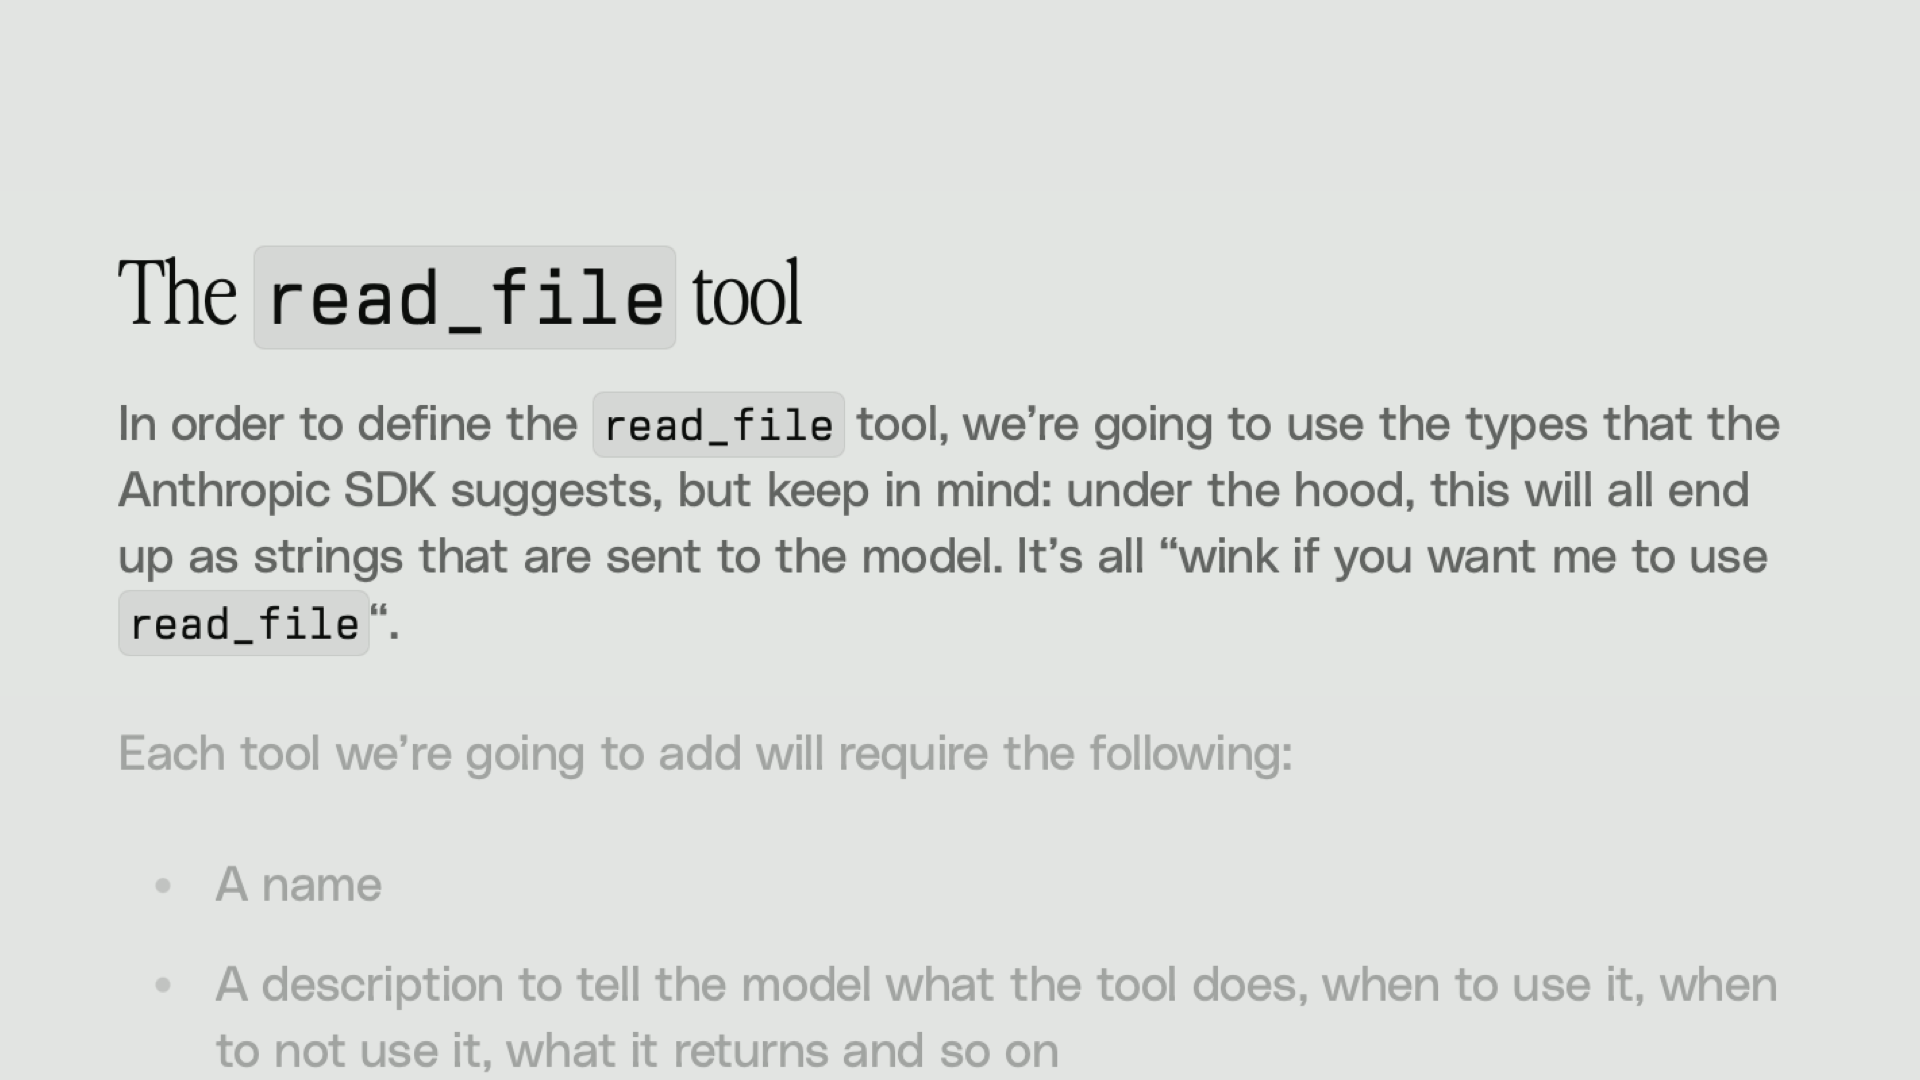 The read_file tool
In order to define the read_file tool, we’re going to use the types that the
Anthropic SDK suggests, but keep in mind: under the hood, this will all end
up as strings that are sent to the model. It’s all “wink if you want me to use
read_file“.
Each tool we’re going to add will require the following:
• A name
• A description to tell the model what the tool does, when to use it, when
to not use it, what it returns and so on